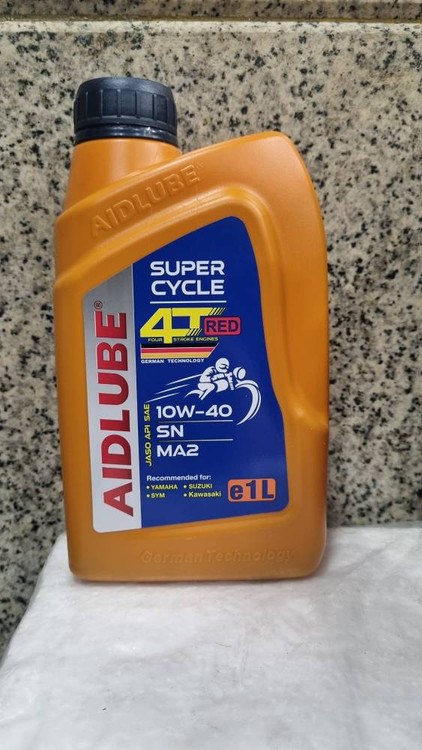 AIDLUBE
SUPER
CYCLE
4T RED
FOUR STROKE ENGINES
GERMAN TECHNOLOGY
AIDLUBE®
SAE 10W-40
API SN
JASO MA2
Recommended for:
• YAMAHA • SUZUKI
• SYM • Kawasaki
e1L
German Technology